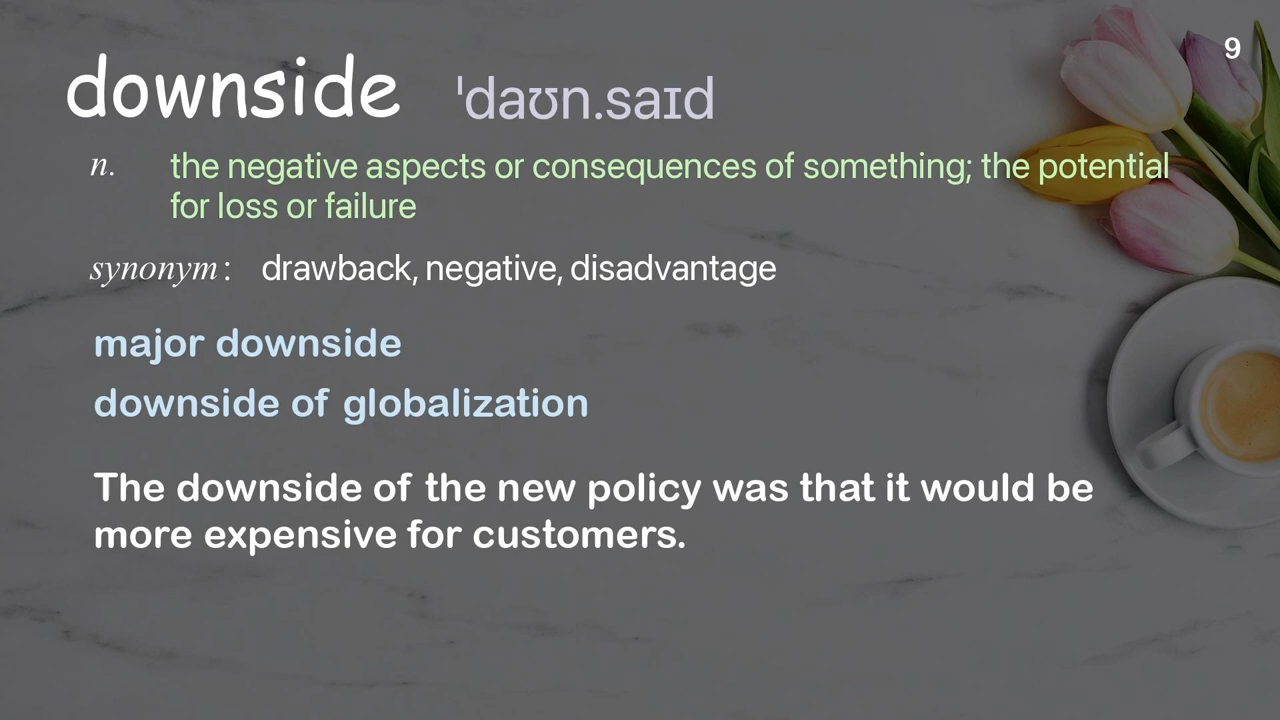 9
downside ˈdaʊn.saɪd
n. the negative aspects or consequences of something; the potential
for loss or failure
synonym: drawback, negative, disadvantage
major downside
downside of globalization
The downside of the new policy was that it would be
more expensive for customers.